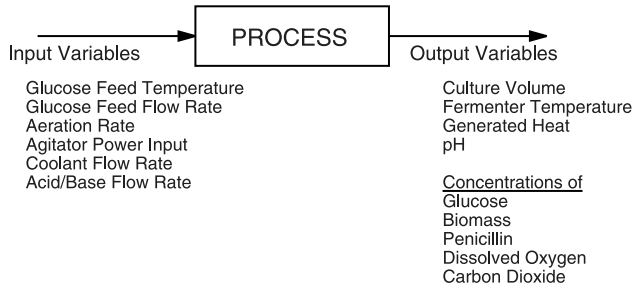 PROCESS
Input Variables
Output Variables
Glucose Feed Temperature
Glucose Feed Flow Rate
Aeration Rate
Agitator Power Input
Coolant Flow Rate
Acid/Base Flow Rate
Culture Volume
Fermenter Temperature
Generated Heat
pH
Concentrations of
Glucose
Biomass
Penicillin
Dissolved Oxygen
Carbon Dioxide